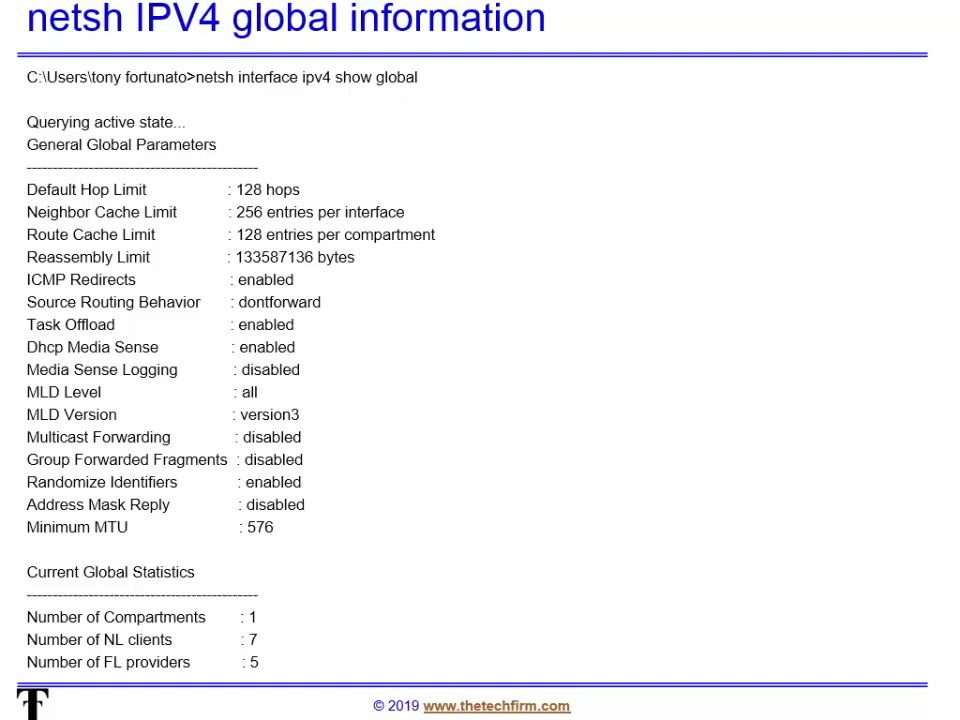 netsh IPV4 global information
C:\Users\tony fortunato>netsh interface ipv4 show global
Querying active state...
General Global Parameters
---------------------------------------------
Default Hop Limit : 128 hops
Neighbor Cache Limit : 256 entries per interface
Route Cache Limit : 128 entries per compartment
Reassembly Limit : 133587136 bytes
ICMP Redirects : enabled
Source Routing Behavior : dontforward
Task Offload : enabled
Dhcp Media Sense : enabled
Media Sense Logging : disabled
MLD Level : all
MLD Version : version3
Multicast Forwarding : disabled
Group Forwarded Fragments : disabled
Randomize Identifiers : enabled
Address Mask Reply : disabled
Minimum MTU : 576
Current Global Statistics
---------------------------------------------
Number of Compartments : 1
Number of NL clients : 7
Number of FL providers : 5
© 2019 www.thetechfirm.com